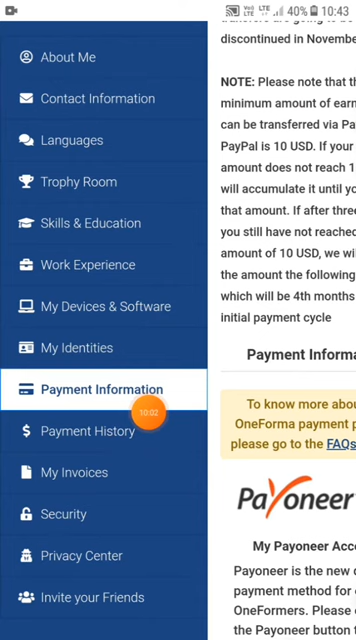 Vo) LTE LTE 40% 10:43
About Me
Contact Information
Languages
Trophy Room
Skills & Education
Work Experience
My Devices & Software
My Identities
Payment Information
10:02
Payment History
My Invoices
Security
Privacy Center
Invite your Friends
discontinued in Novembe
NOTE: Please note that th
minimum amount of earn
can be transferred via Pa
PayPal is 10 USD. If your
amount does not reach 1
will accumulate it until yo
that amount. If after three
you still have not reached
amount of 10 USD, we wi
the amount the following
which will be 4th months
initial payment cycle
Payment Informa
To know more abou
OneForma payment p
please go to the FAQs
Payoneer
My Payoneer Acco
Payoneer is the new c
payment method for o
OneFormers. Please c
the Payoneer button t